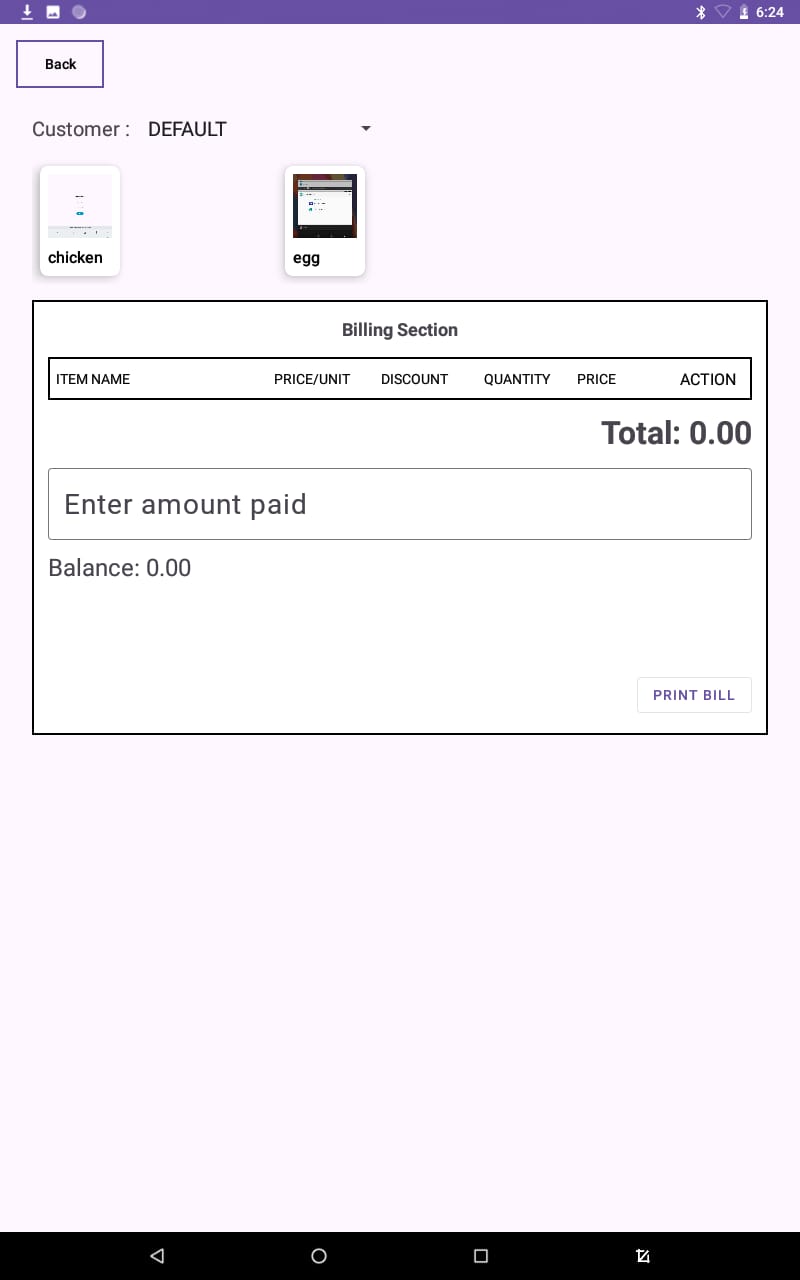 6:24
Back
Customer : DEFAULT
chicken egg
Billing Section
ITEM NAME PRICE/UNIT DISCOUNT QUANTITY PRICE ACTION
Total: 0.00
Enter amount paid
Balance: 0.00
PRINT BILL